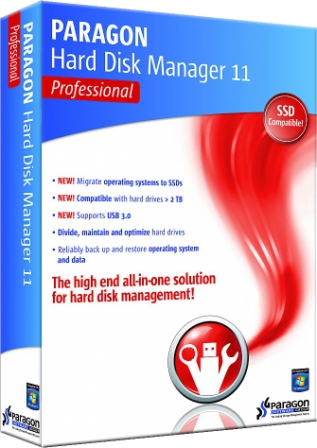 PARAGON
Hard Disk Manager 11
Professional
SSD
Compatible!
• NEW! Migrate operating systems to SSDs
• NEW! Compatible with hard drives > 2 TB
• NEW! Supports USB 3.0
• Divide, maintain and optimize hard drives
• Reliably back up and restore operating system
and data
The high end all-in-one solution
for hard disk management!
Paragon
SOFTWARE GROUP
Professional
PARAGON
Hard Disk Manager 11
Paragon